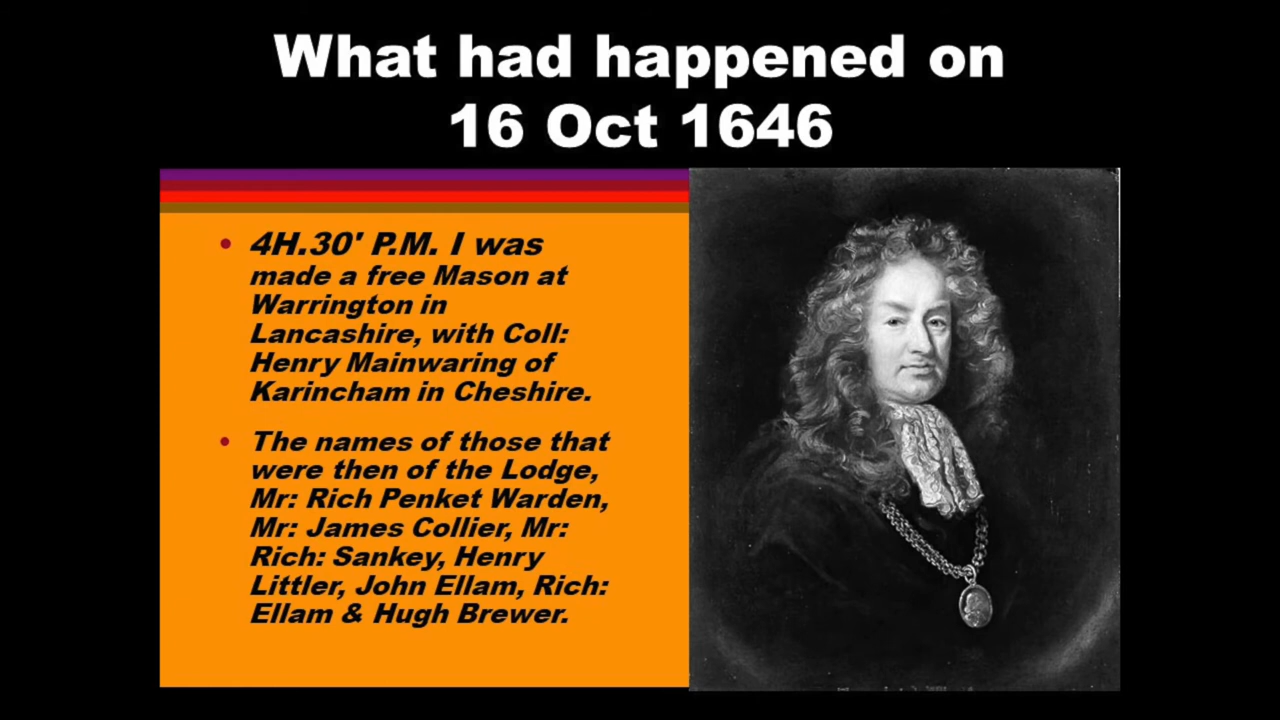 What had happened on
16 Oct 1646
• 4H.30' P.M. I was
made a free Mason at
Warrington in
Lancashire, with Coll:
Henry Mainwaring of
Karincham in Cheshire.
• The names of those that
were then of the Lodge,
Mr: Rich Penket Warden,
Mr: James Collier, Mr:
Rich: Sankey, Henry
Littler, John Ellam, Rich:
Ellam & Hugh Brewer.